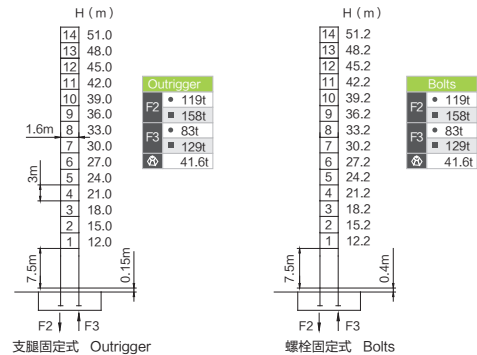 H (m)
14 51.0
13 48.0
12 45.0
11 42.0
10 39.0
9 36.0
8 33.0
7 30.0
6 27.0
5 24.0
4 21.0
3 18.0
2 15.2
1 12.0
1.6m
3m
7.5m
0.15m
F2 F3
支腿固定式 Outrigger
Outrigger
F2 ● 119t
■ 158t
F3 ● 83t
■ 129t
41.6t
H (m)
14 51.2
13 48.2
12 45.2
11 42.2
10 39.2
9 36.2
8 33.2
7 30.2
6 27.2
5 24.2
4 21.2
3 18.2
2 15.2
1 12.2
7.5m
0.4m
F2 F3
螺栓固定式 Bolts
Bolts
F2 ● 119t
■ 158t
F3 ● 83t
■ 129t
41.6t